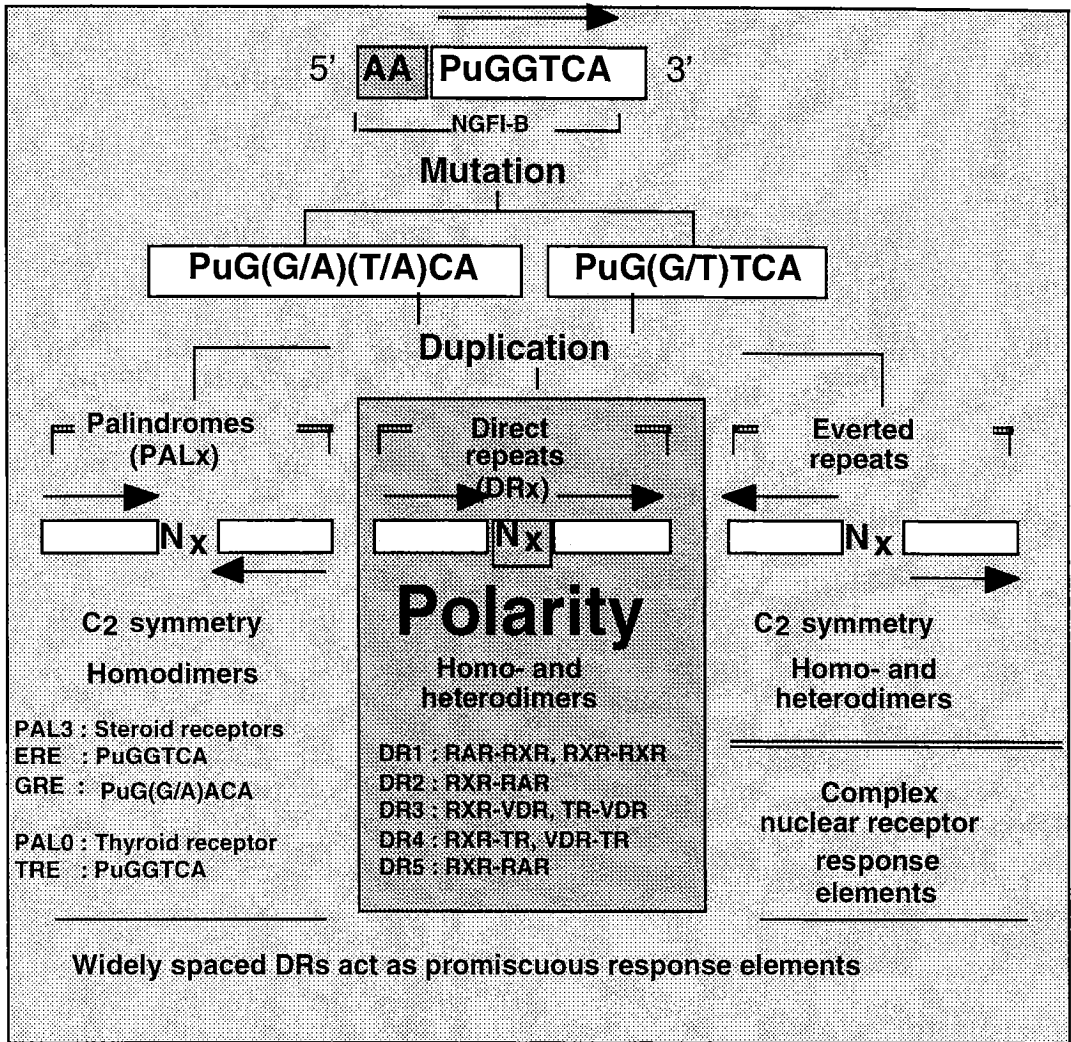 5' AA PuGGTCA 3'
NGFI-B
Mutation
PuG(G/A)(T/A)CA
PuG(G/T)TCA
Duplication
Palindromes
(PALx)
Nx
C2 symmetry
Homodimers
PAL3 : Steroid receptors
ERE : PuGGTCA
GRE : PuG(G/A)ACA
PAL0 : Thyroid receptor
TRE : PuGGTCA
Direct
repeats
(DRx)
Nx
Polarity
Homo- and
heterodimers
DR1 : RAR-RXR, RXR-RXR
DR2 : RXR-RAR
DR3 : RXR-VDR, TR-VDR
DR4 : RXR-TR, VDR-TR
DR5 : RXR-RAR
Everted
repeats
Nx
C2 symmetry
Homo- and
heterodimers
Complex
nuclear receptor
response
elements
Widely spaced DRs act as promiscuous response elements